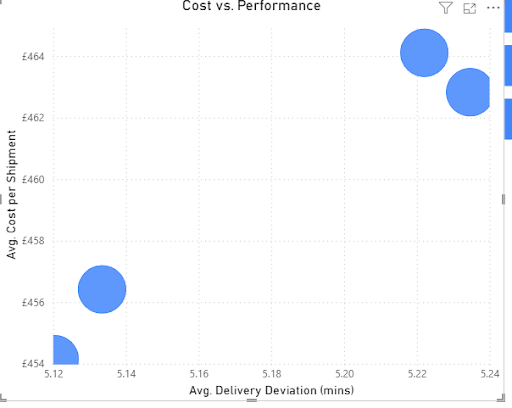 Cost vs. Performance
£464
£462
£460
£458
£456
£454
Avg. Cost per Shipment
5.12 5.14 5.16 5.18 5.20 5.22 5.24
Avg. Delivery Deviation (mins)